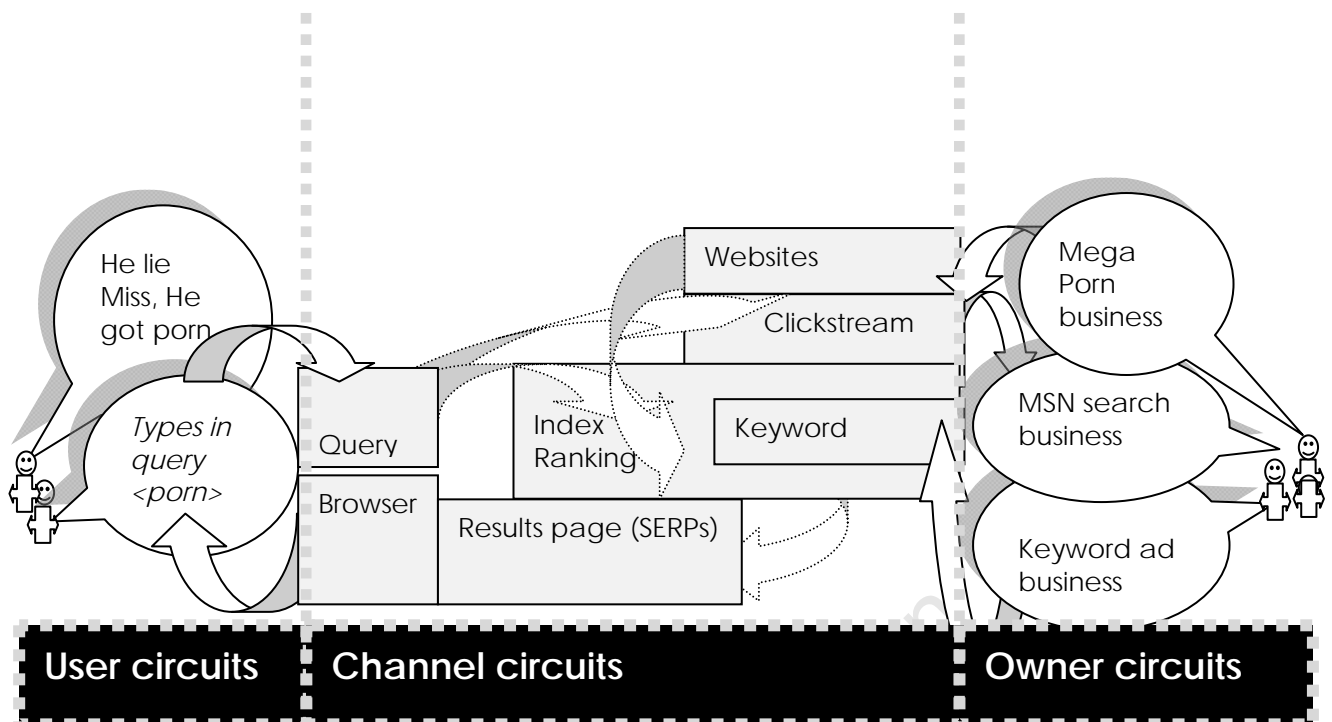 He lie
Miss, He
got porn
Types in
query
<porn>
Query
Browser
Websites
Clickstream
Index
Ranking
Keyword
Results page (SERPs)
Mega
Porn
business
MSN search
business
Keyword ad
business
User circuits
Channel circuits
Owner circuits